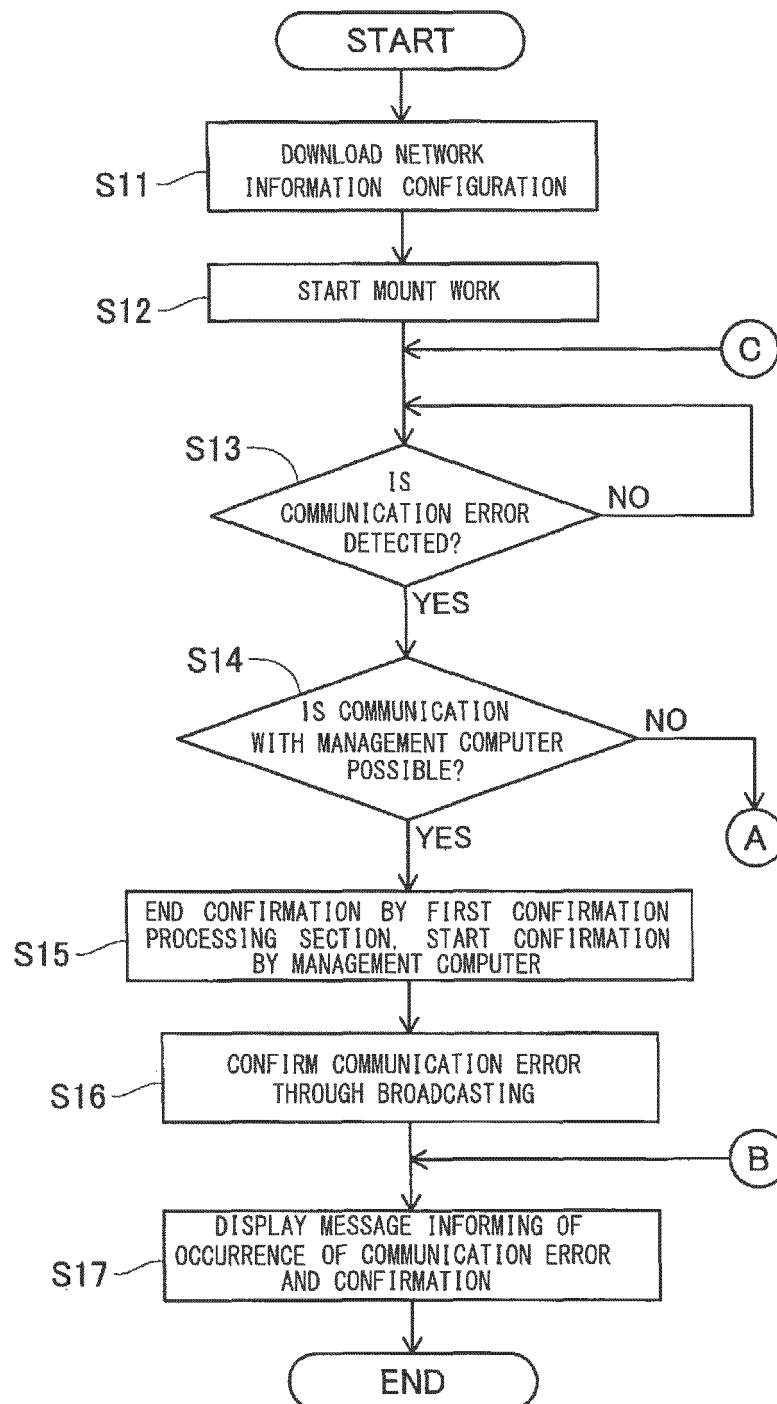 START
S11
DOWNLOAD NETWORK
INFORMATION CONFIGURATION
S12
START MOUNT WORK
C
S13
IS
COMMUNICATION ERROR
DETECTED?
NO
YES
S14
IS COMMUNICATION
WITH MANAGEMENT COMPUTER
POSSIBLE?
NO
A
YES
S15
END CONFIRMATION BY FIRST CONFIRMATION
PROCESSING SECTION, START CONFIRMATION
BY MANAGEMENT COMPUTER
S16
CONFIRM COMMUNICATION ERROR
THROUGH BROADCASTING
B
S17
DISPLAY MESSAGE INFORMING OF
OCCURRENCE OF COMMUNICATION ERROR
AND CONFIRMATION
END